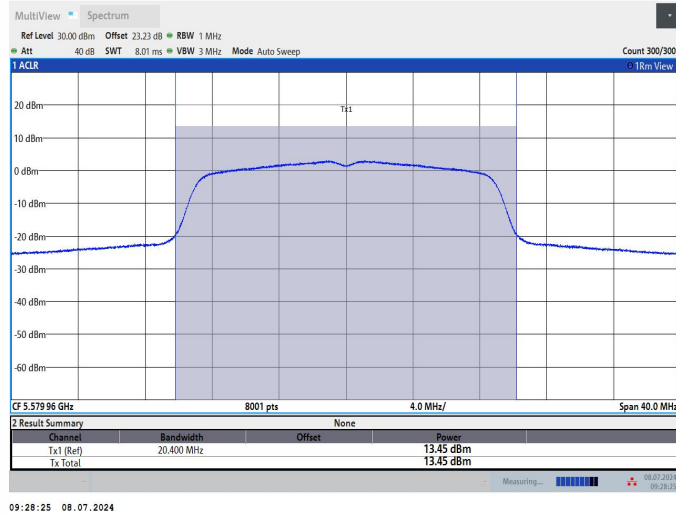 MultiView Spectrum
Ref Level 30.00 dBm Offset 23.23 dB RBW 1 MHz
Att 40 dB SWT 8.01 ms VBW 3 MHz Mode Auto Sweep Count 300/300
1 ACLR 1Rm View
Tx1
20 dBm
10 dBm
0 dBm
-10 dBm
-20 dBm
-30 dBm
-40 dBm
-50 dBm
-60 dBm
CF 5.579 96 GHz 8001 pts 4.0 MHz/ Span 40.0 MHz
2 Result Summary None
Channel Bandwidth Offset Power
Tx1 (Ref) 20.400 MHz 13.45 dBm
Tx Total 13.45 dBm
Measuring... 08.07.2024
09:28:25
09:28:25 08.07.2024